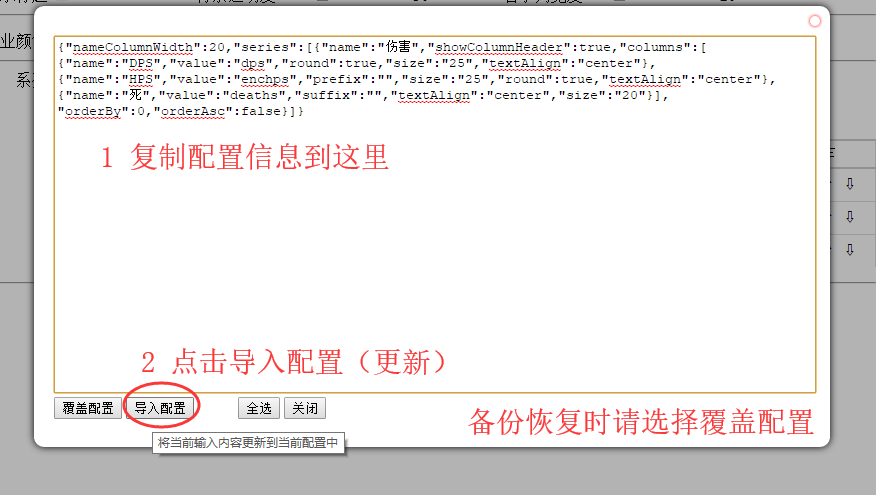 业颜
系
{"nameColumnWidth":20,"series":[{"name":"伤害","showColumnHeader":true,"columns":[
{"name":"DPS","value":"dps","round":true,"size":"25","textAlign":"center"},
{"name":"HPS","value":"enchps","prefix":"","size":"25","round":true,"textAlign":"center"},
{"name":"死","value":"deaths","suffix":"","textAlign":"center","size":"20"}],
"orderBy":0,"orderAsc":false}]}
1 复制配置信息到这里
2 点击导入配置（更新）
覆盖配置 导入配置 全选 关闭
备份恢复时请选择覆盖配置
将当前输入内容更新到当前配置中